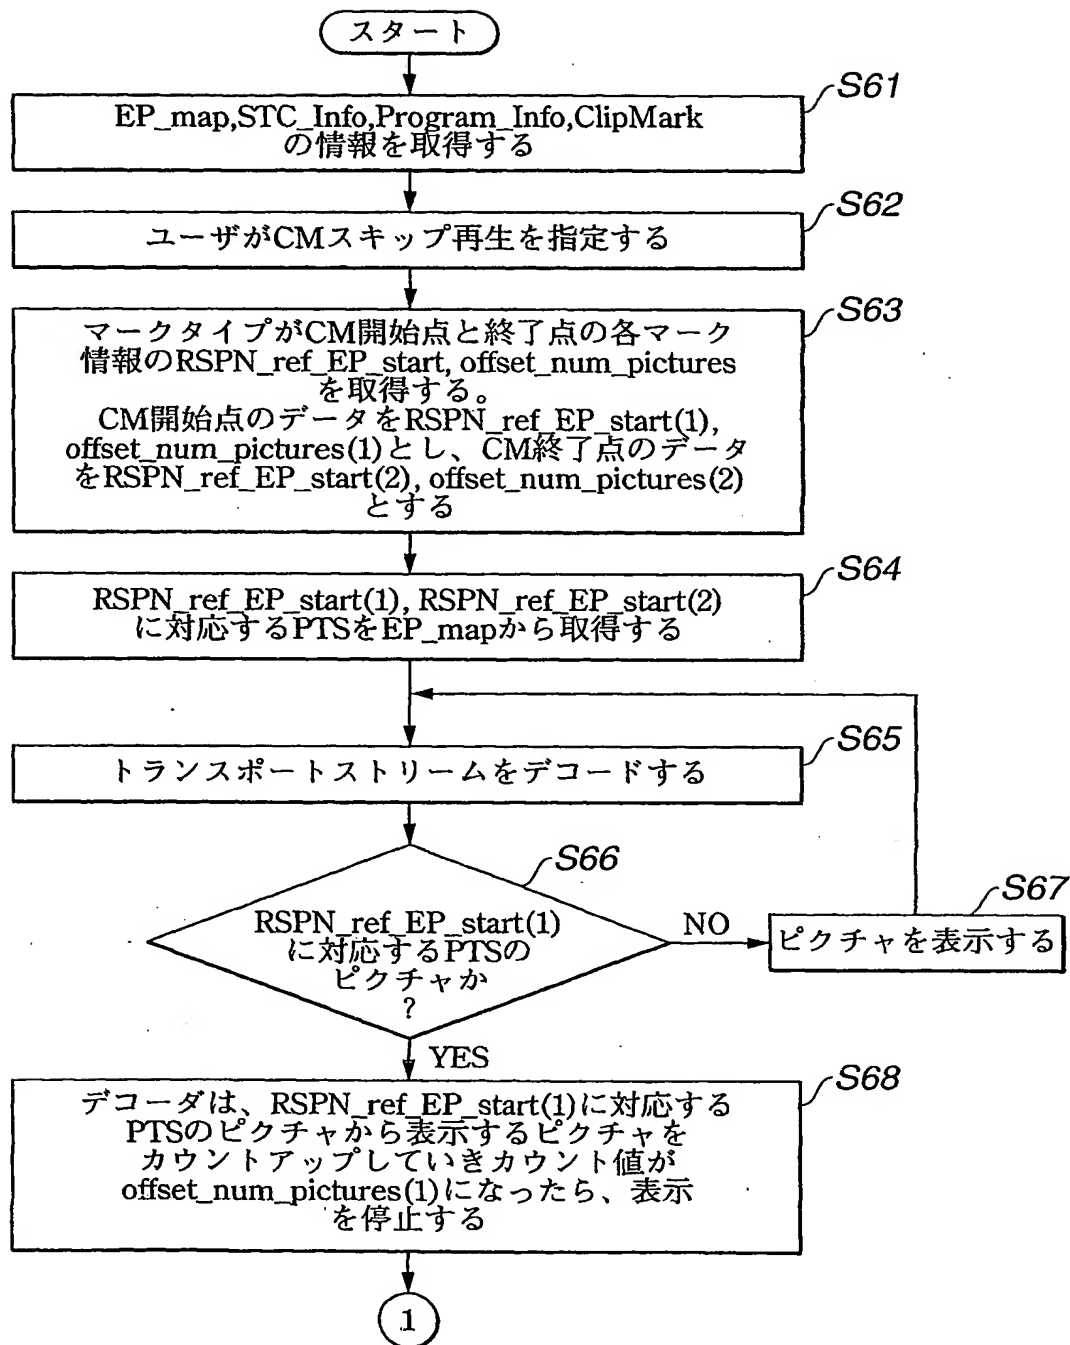 スタート
S61
EP_map,STC_Info,Program_Info,ClipMark
の情報を取得する
S62
ユーザがCMスキップ再生を指定する
S63
マークタイプがCM開始点と終了点の各マーク
情報のRSPN_ref_EP_start, offset_num_pictures
を取得する。
CM開始点のデータをRSPN_ref_EP_start(1),
offset_num_pictures(1)とし、CM終了点のデータ
をRSPN_ref_EP_start(2), offset_num_pictures(2)
とする
S64
RSPN_ref_EP_start(1), RSPN_ref_EP_start(2)
に対応するPTSをEP_mapから取得する
S65
トランスポートストリームをデコードする
S66
RSPN_ref_EP_start(1)
に対応するPTSの
ピクチャか
?
NO
S67
ピクチャを表示する
YES
S68
デコーダは、RSPN_ref_EP_start(1)に対応する
PTSのピクチャから表示するピクチャを
カウントアップしていきカウント値が
offset_num_pictures(1)になったら、表示
を停止する
1